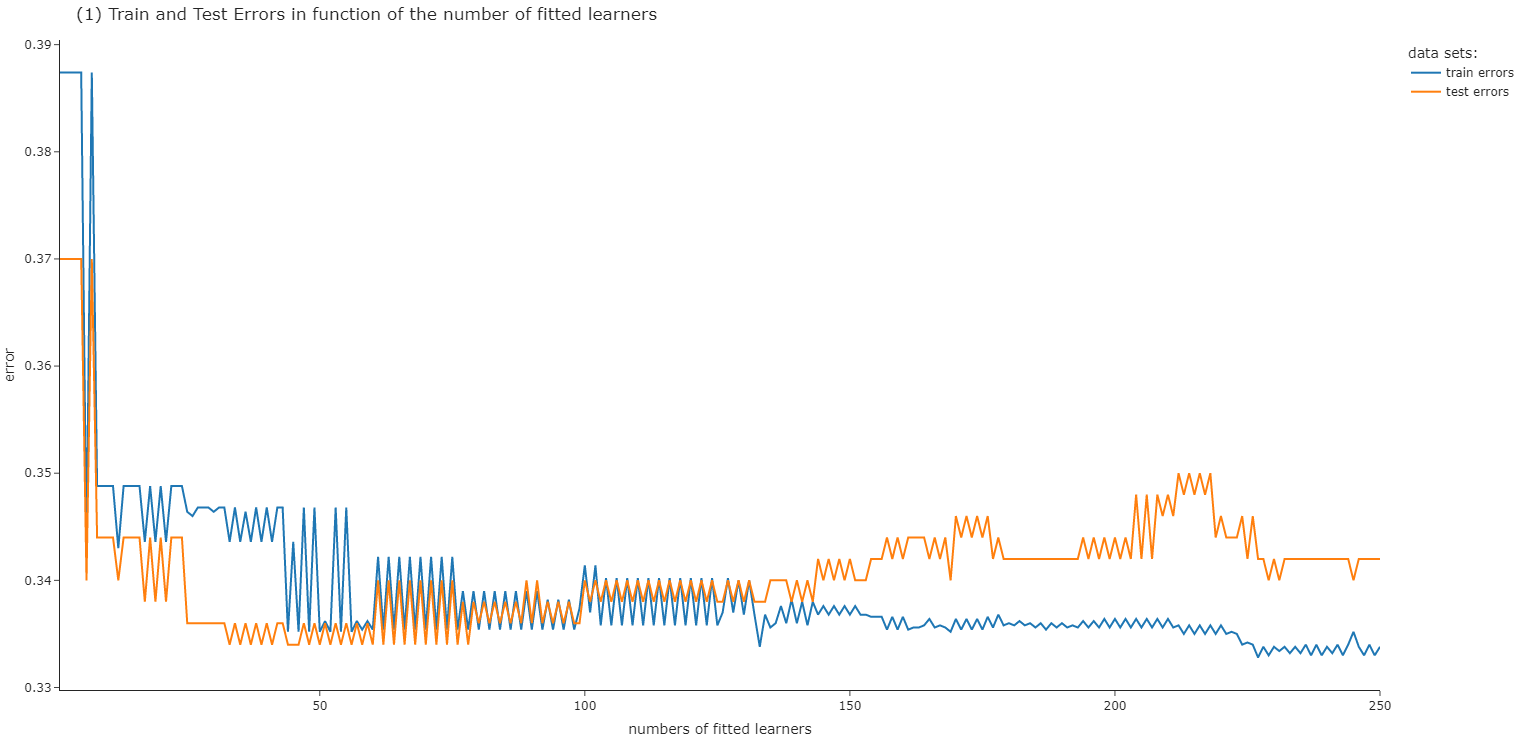 (1) Train and Test Errors in function of the number of fitted learners
data sets:
train errors
test errors
error
0.39
0.38
0.37
0.36
0.35
0.34
0.33
50
100
150
200
250
numbers of fitted learners